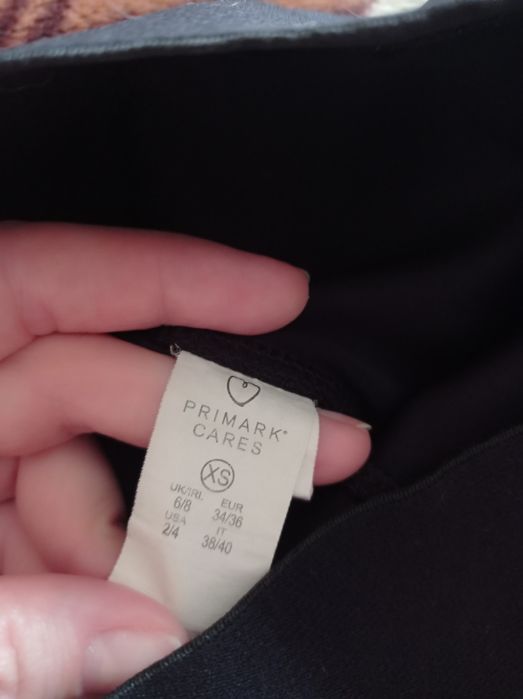 PRIMARK®
CARES
XS
UK/IRL EUR
6/8 34/36
USA IT
2/4 38/40